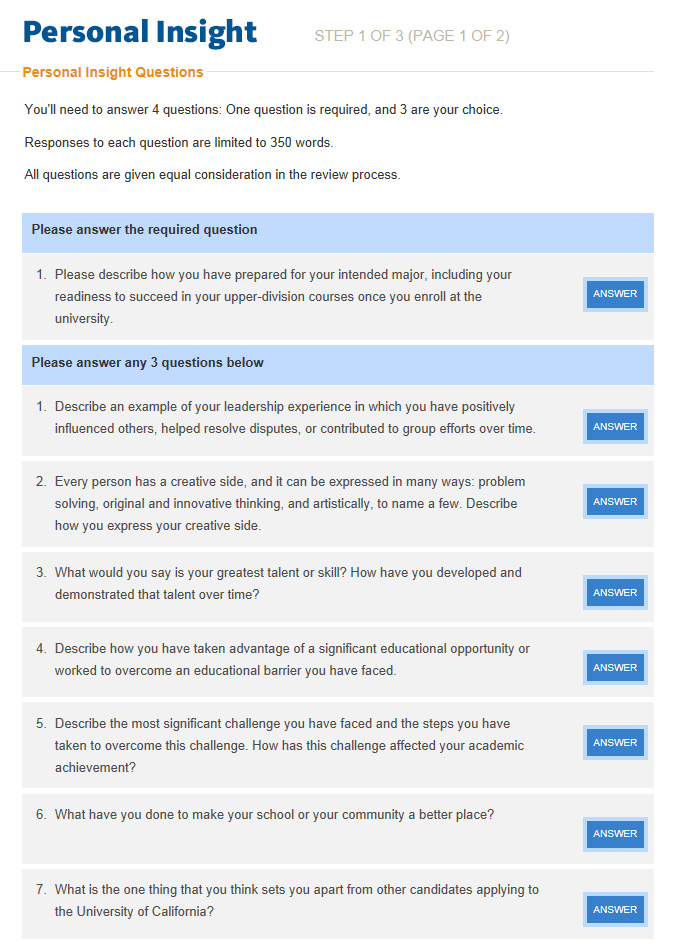 Personal Insight
STEP 1 OF 3 (PAGE 1 OF 2)
Personal Insight Questions
You'll need to answer 4 questions: One question is required, and 3 are your choice.
Responses to each question are limited to 350 words.
All questions are given equal consideration in the review process.
Please answer the required question
1. Please describe how you have prepared for your intended major, including your
readiness to succeed in your upper-division courses once you enroll at the
university.
ANSWER
Please answer any 3 questions below
1. Describe an example of your leadership experience in which you have positively
influenced others, helped resolve disputes, or contributed to group efforts over time.
ANSWER
2. Every person has a creative side, and it can be expressed in many ways: problem
solving, original and innovative thinking, and artistically, to name a few. Describe
how you express your creative side.
ANSWER
3. What would you say is your greatest talent or skill? How have you developed and
demonstrated that talent over time?
ANSWER
4. Describe how you have taken advantage of a significant educational opportunity or
worked to overcome an educational barrier you have faced.
ANSWER
5. Describe the most significant challenge you have faced and the steps you have
taken to overcome this challenge. How has this challenge affected your academic
achievement?
ANSWER
6. What have you done to make your school or your community a better place?
ANSWER
7. What is the one thing that you think sets you apart from other candidates applying to
the University of California?
ANSWER